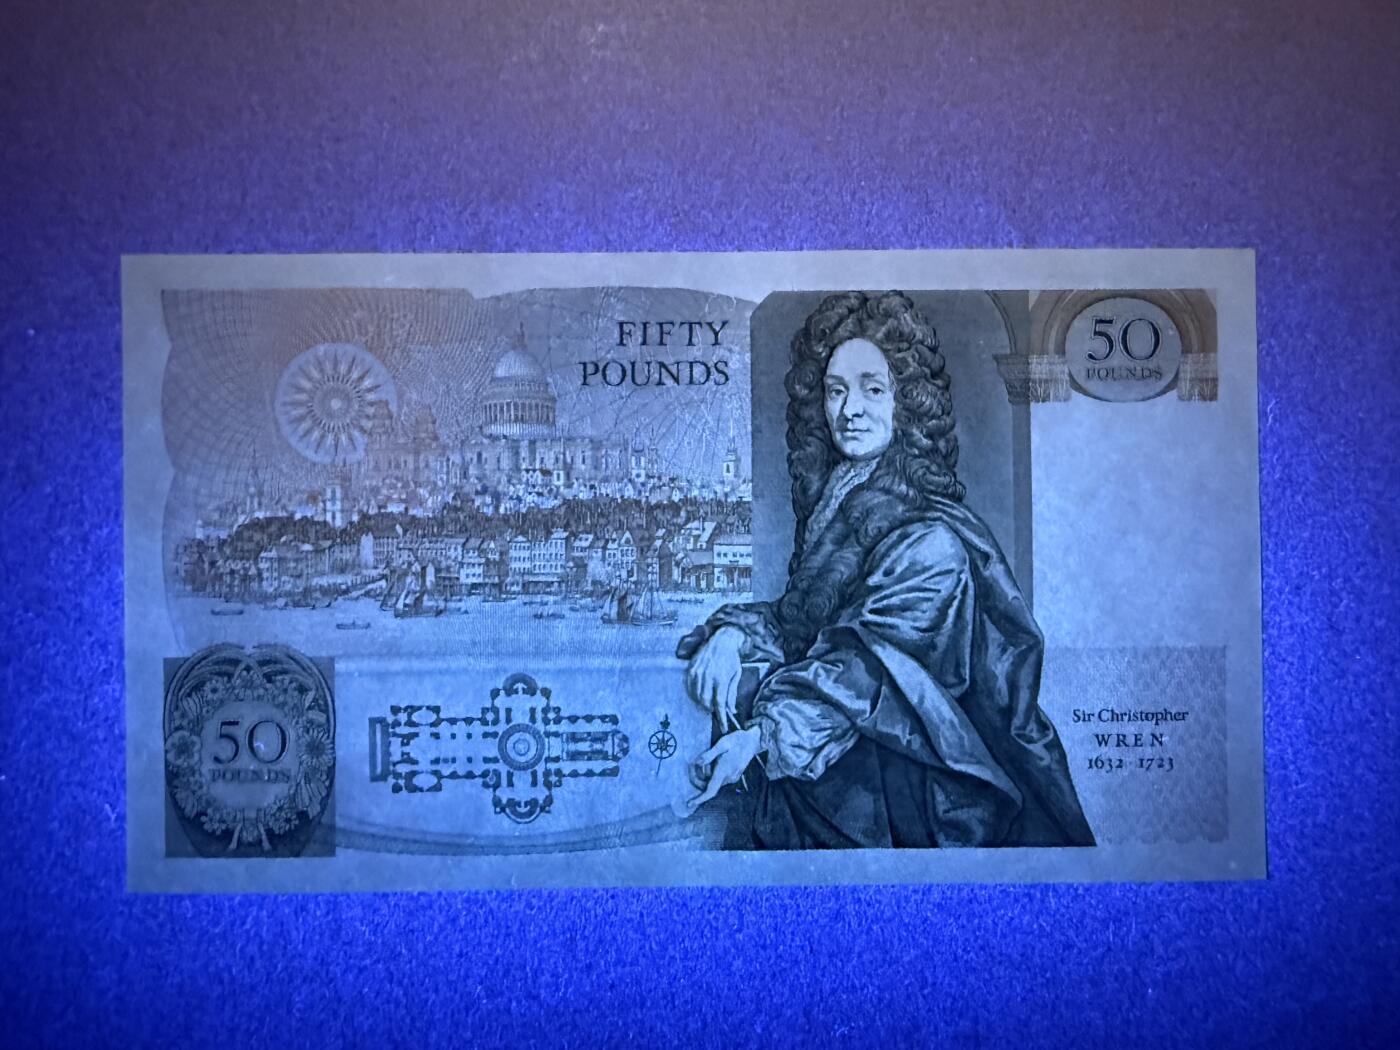 FIFTY
POUNDS
50
POUNDS
50
POUNDS
Sir Christopher
WREN
1632 · 1723